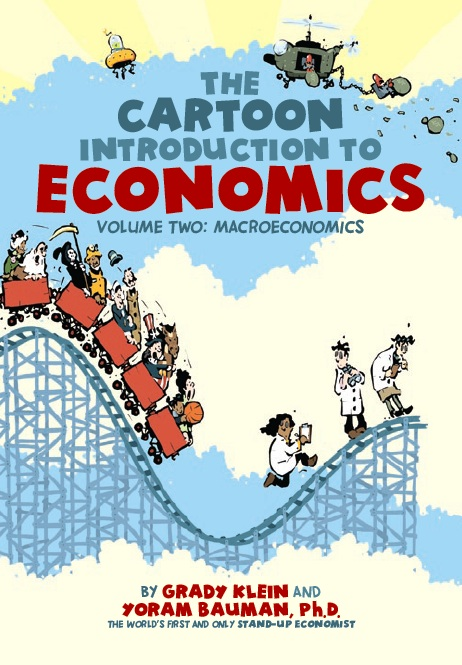 THE
CARTOON
INTRODUCTION TO
ECONOMICS
VOLUME TWO: MACROECONOMICS
BY GRADY KLEIN AND
YORAM BAUMAN, Ph.D.
THE WORLD'S FIRST AND ONLY STAND-UP ECONOMIST